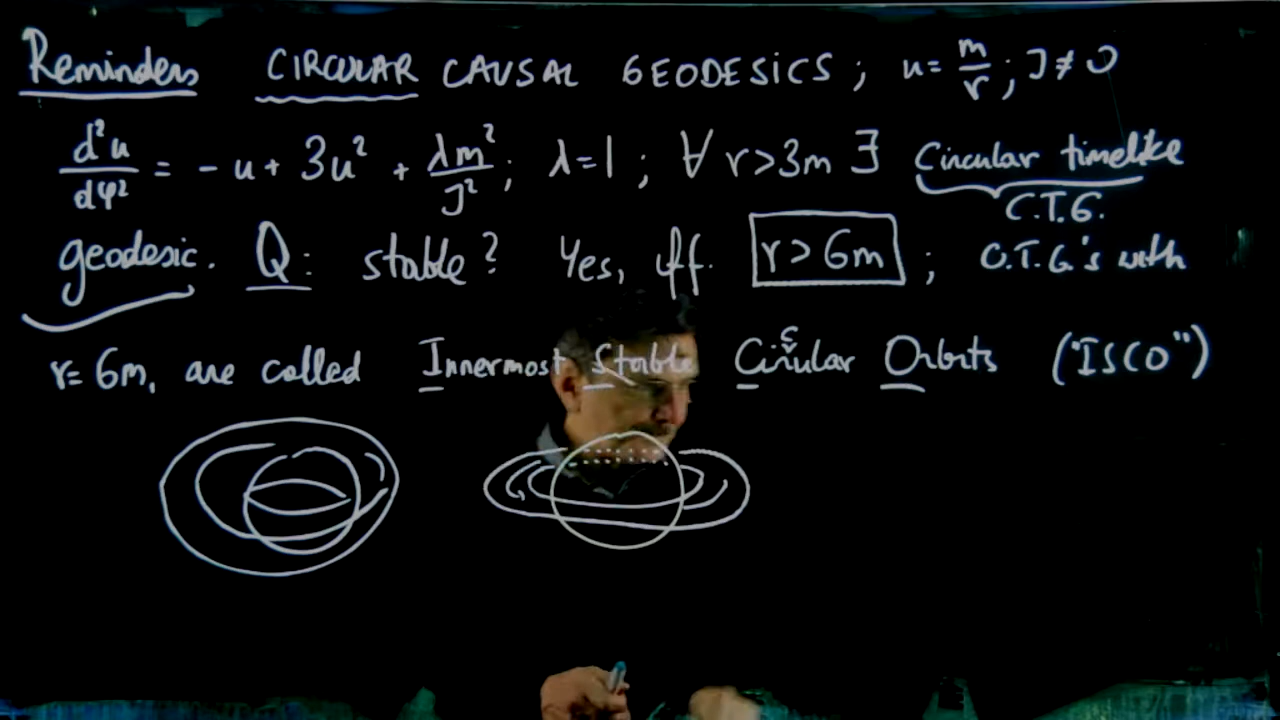 Reminders CIRCULAR CAUSAL GEODESICS; u = m/r; J ≠ 0
d²u/dφ² = - u + 3u² + λm²/J²; λ=1; ∀ r>3m ∃ Circular timelike
C.T.G.
geodesic. Q: stable? Yes, iff. r > 6m; C.T.G.'s with
r = 6m, are called Innermost Stable Circular Orbits ("ISCO")